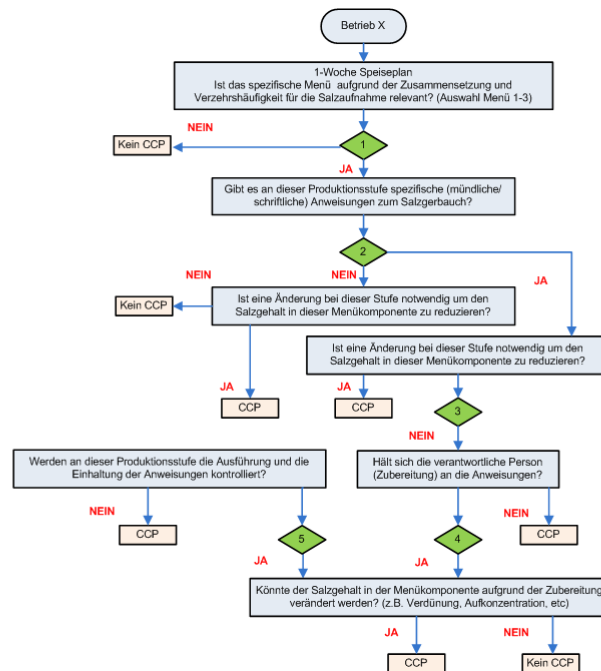 Betrieb X
1-Woche Speiseplan
Ist das spezifische Menü aufgrund der Zusammensetzung und
Verzehrshäufigkeit für die Salzaufnahme relevant? (Auswahl Menü 1-3)
NEIN
Kein CCP
1
JA
Gibt es an dieser Produktionsstufe spezifische (mündliche/
schriftliche) Anweisungen zum Salzgerbauch?
2
NEIN
NEIN
JA
Kein CCP
Ist eine Änderung bei dieser Stufe notwendig um den
Salzgehalt in dieser Menükomponente zu reduzieren?
Ist eine Änderung bei dieser Stufe notwendig um den
Salzgehalt in dieser Menükomponente zu reduzieren?
JA
CCP
JA
CCP
3
NEIN
Werden an dieser Produktionsstufe die Ausführung und die
Einhaltung der Anweisungen kontrolliert?
Hält sich die verantwortliche Person
(Zubereitung) an die Anweisungen?
NEIN
CCP
NEIN
CCP
5
4
JA
JA
Könnte der Salzgehalt in der Menükomponente aufgrund der Zubereitung
verändert werden? (z.B. Verdünung, Aufkonzentration, etc)
JA
NEIN
CCP
Kein CCP